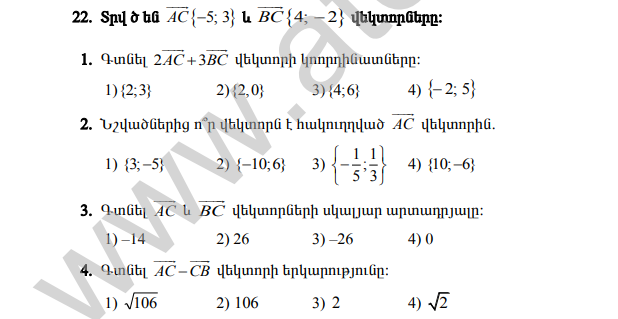 22. Տրված են $\overrightarrow{AC}\{-5; 3\}$ և $\overrightarrow{BC}\{4; -2\}$ վեկտորները:
1. Գտնել $2\overrightarrow{AC}+3\overrightarrow{BC}$ վեկտորի կոորդինատները:
1) {2;3} 2) {2,0} 3) {4;6} 4) {−2; 5}
2. Նշվածներից ո՞ր վեկտորն է հակուղղված $\overrightarrow{AC}$ վեկտորին.
1) {3;−5} 2) {−10;6} 3) $\left\{-\frac{1}{5};\frac{1}{3}\right\}$ 4) {10;−6}
3. Գտնել $\overrightarrow{AC}$ և $\overrightarrow{BC}$ վեկտորների սկալյար արտադրյալը:
1) −14 2) 26 3) −26 4) 0
4. Գտնել $\overrightarrow{AC}-\overrightarrow{CB}$ վեկտորի երկարությունը:
1) $\sqrt{106}$ 2) 106 3) 2 4) $\sqrt{2}$